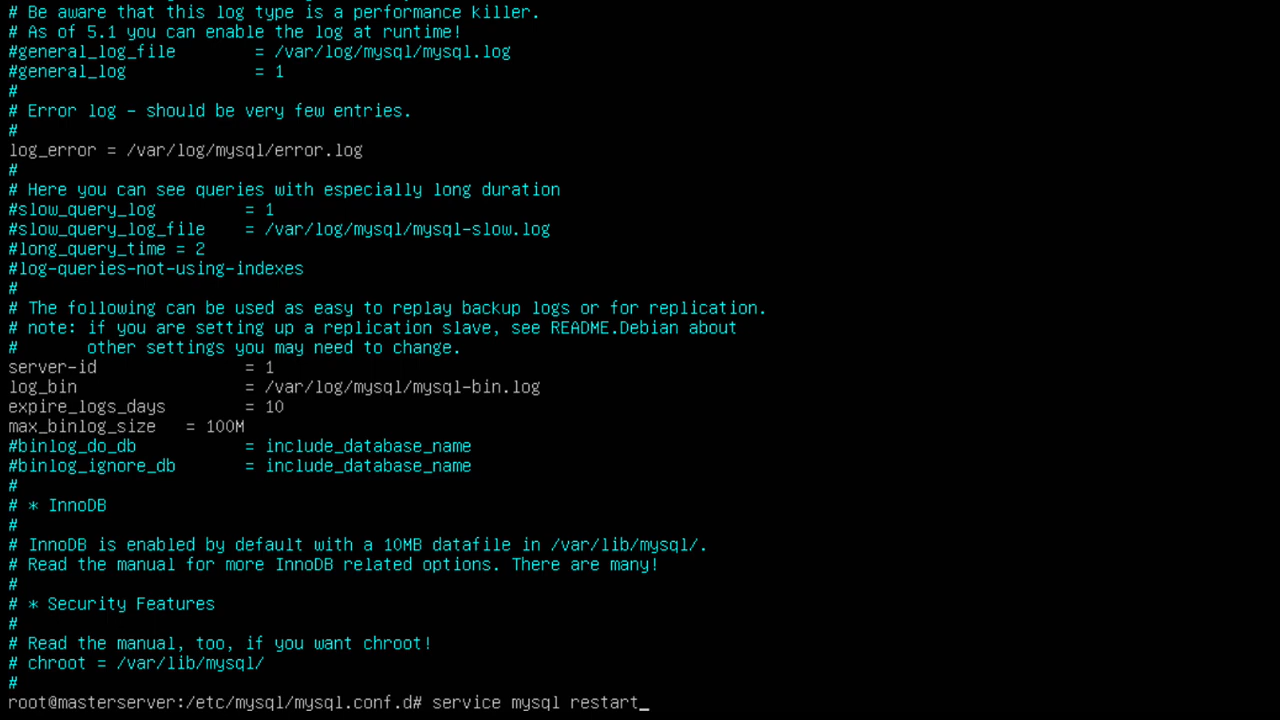 # Be aware that this log type is a performance killer.
# As of 5.1 you can enable the log at runtime!
#general_log_file        = /var/log/mysql/mysql.log
#general_log             = 1
#
# Error log - should be very few entries.
#
log_error = /var/log/mysql/error.log
#
# Here you can see queries with especially long duration
#slow_query_log         = 1
#slow_query_log_file    = /var/log/mysql/mysql-slow.log
#long_query_time = 2
#log-queries-not-using-indexes
#
# The following can be used as easy to replay backup logs or for replication.
# note: if you are setting up a replication slave, see README.Debian about
#       other settings you may need to change.
server-id               = 1
log_bin                 = /var/log/mysql/mysql-bin.log
expire_logs_days        = 10
max_binlog_size   = 100M
#binlog_do_db           = include_database_name
#binlog_ignore_db       = include_database_name
#
# * InnoDB
#
# InnoDB is enabled by default with a 10MB datafile in /var/lib/mysql/.
# Read the manual for more InnoDB related options. There are many!
#
# * Security Features
#
# Read the manual, too, if you want chroot!
# chroot = /var/lib/mysql/
#
root@masterserver:/etc/mysql/mysql.conf.d# service mysql restart_